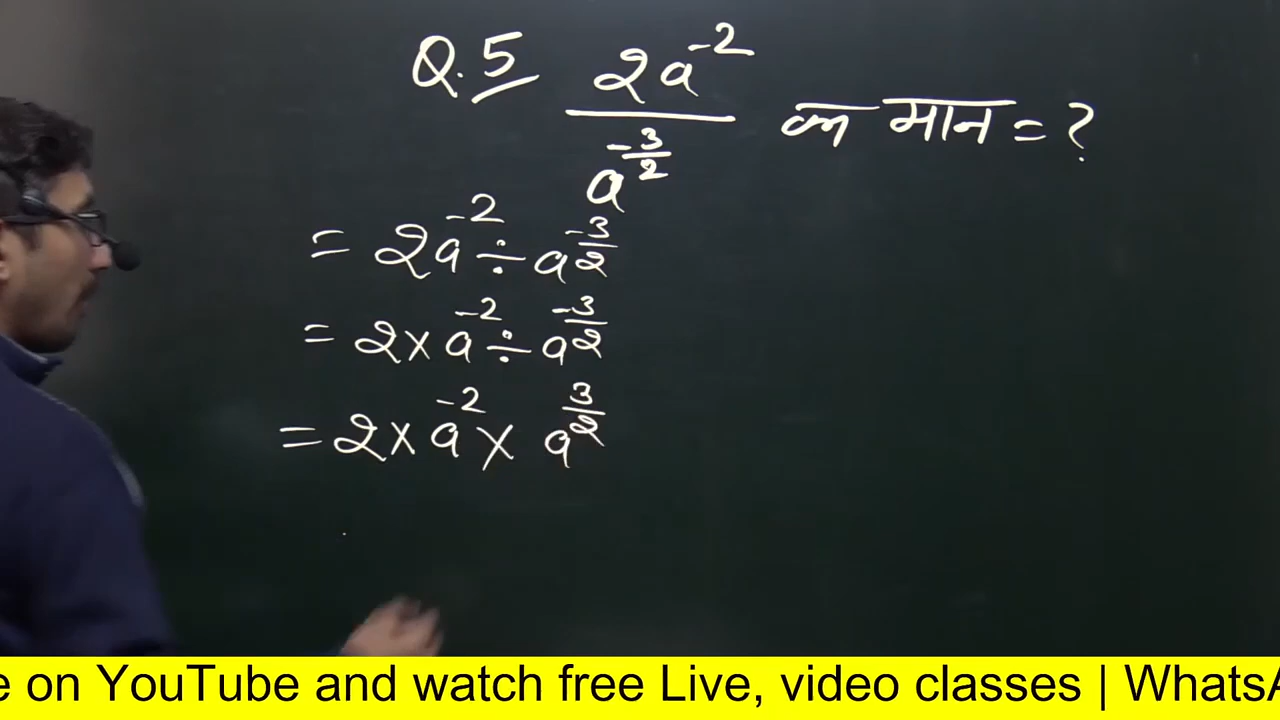 Q.5 2a^-2 / a^-3/2 का मान = ?
= 2a^-2 ÷ a^-3/2
= 2 × a^-2 ÷ a^-3/2
= 2 × a^-2 × a^3/2
e on YouTube and watch free Live, video classes | WhatsA